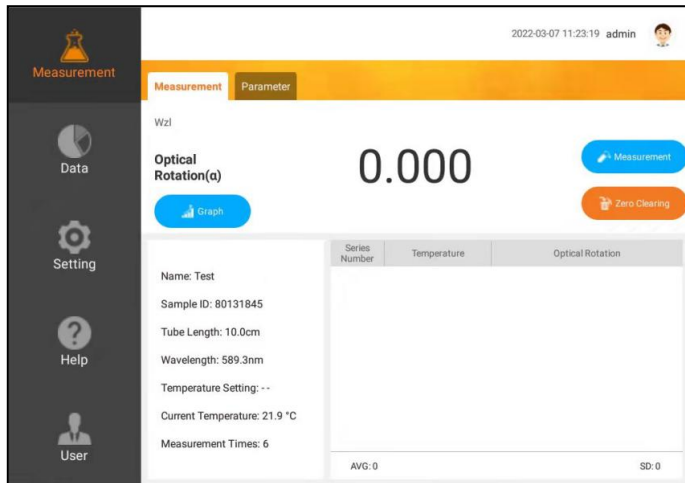 2022-03-07 11:23:19 admin
Measurement
Data
Setting
Help
User
Measurement Parameter
Wzl
Optical
Rotation(α)
0.000
Measurement
Graph
Zero Clearing
Name: Test
Sample ID: 80131845
Tube Length: 10.0cm
Wavelength: 589.3nm
Temperature Setting: - -
Current Temperature: 21.9 °C
Measurement Times: 6
Series
Number
Temperature
Optical Rotation
AVG: 0
SD: 0